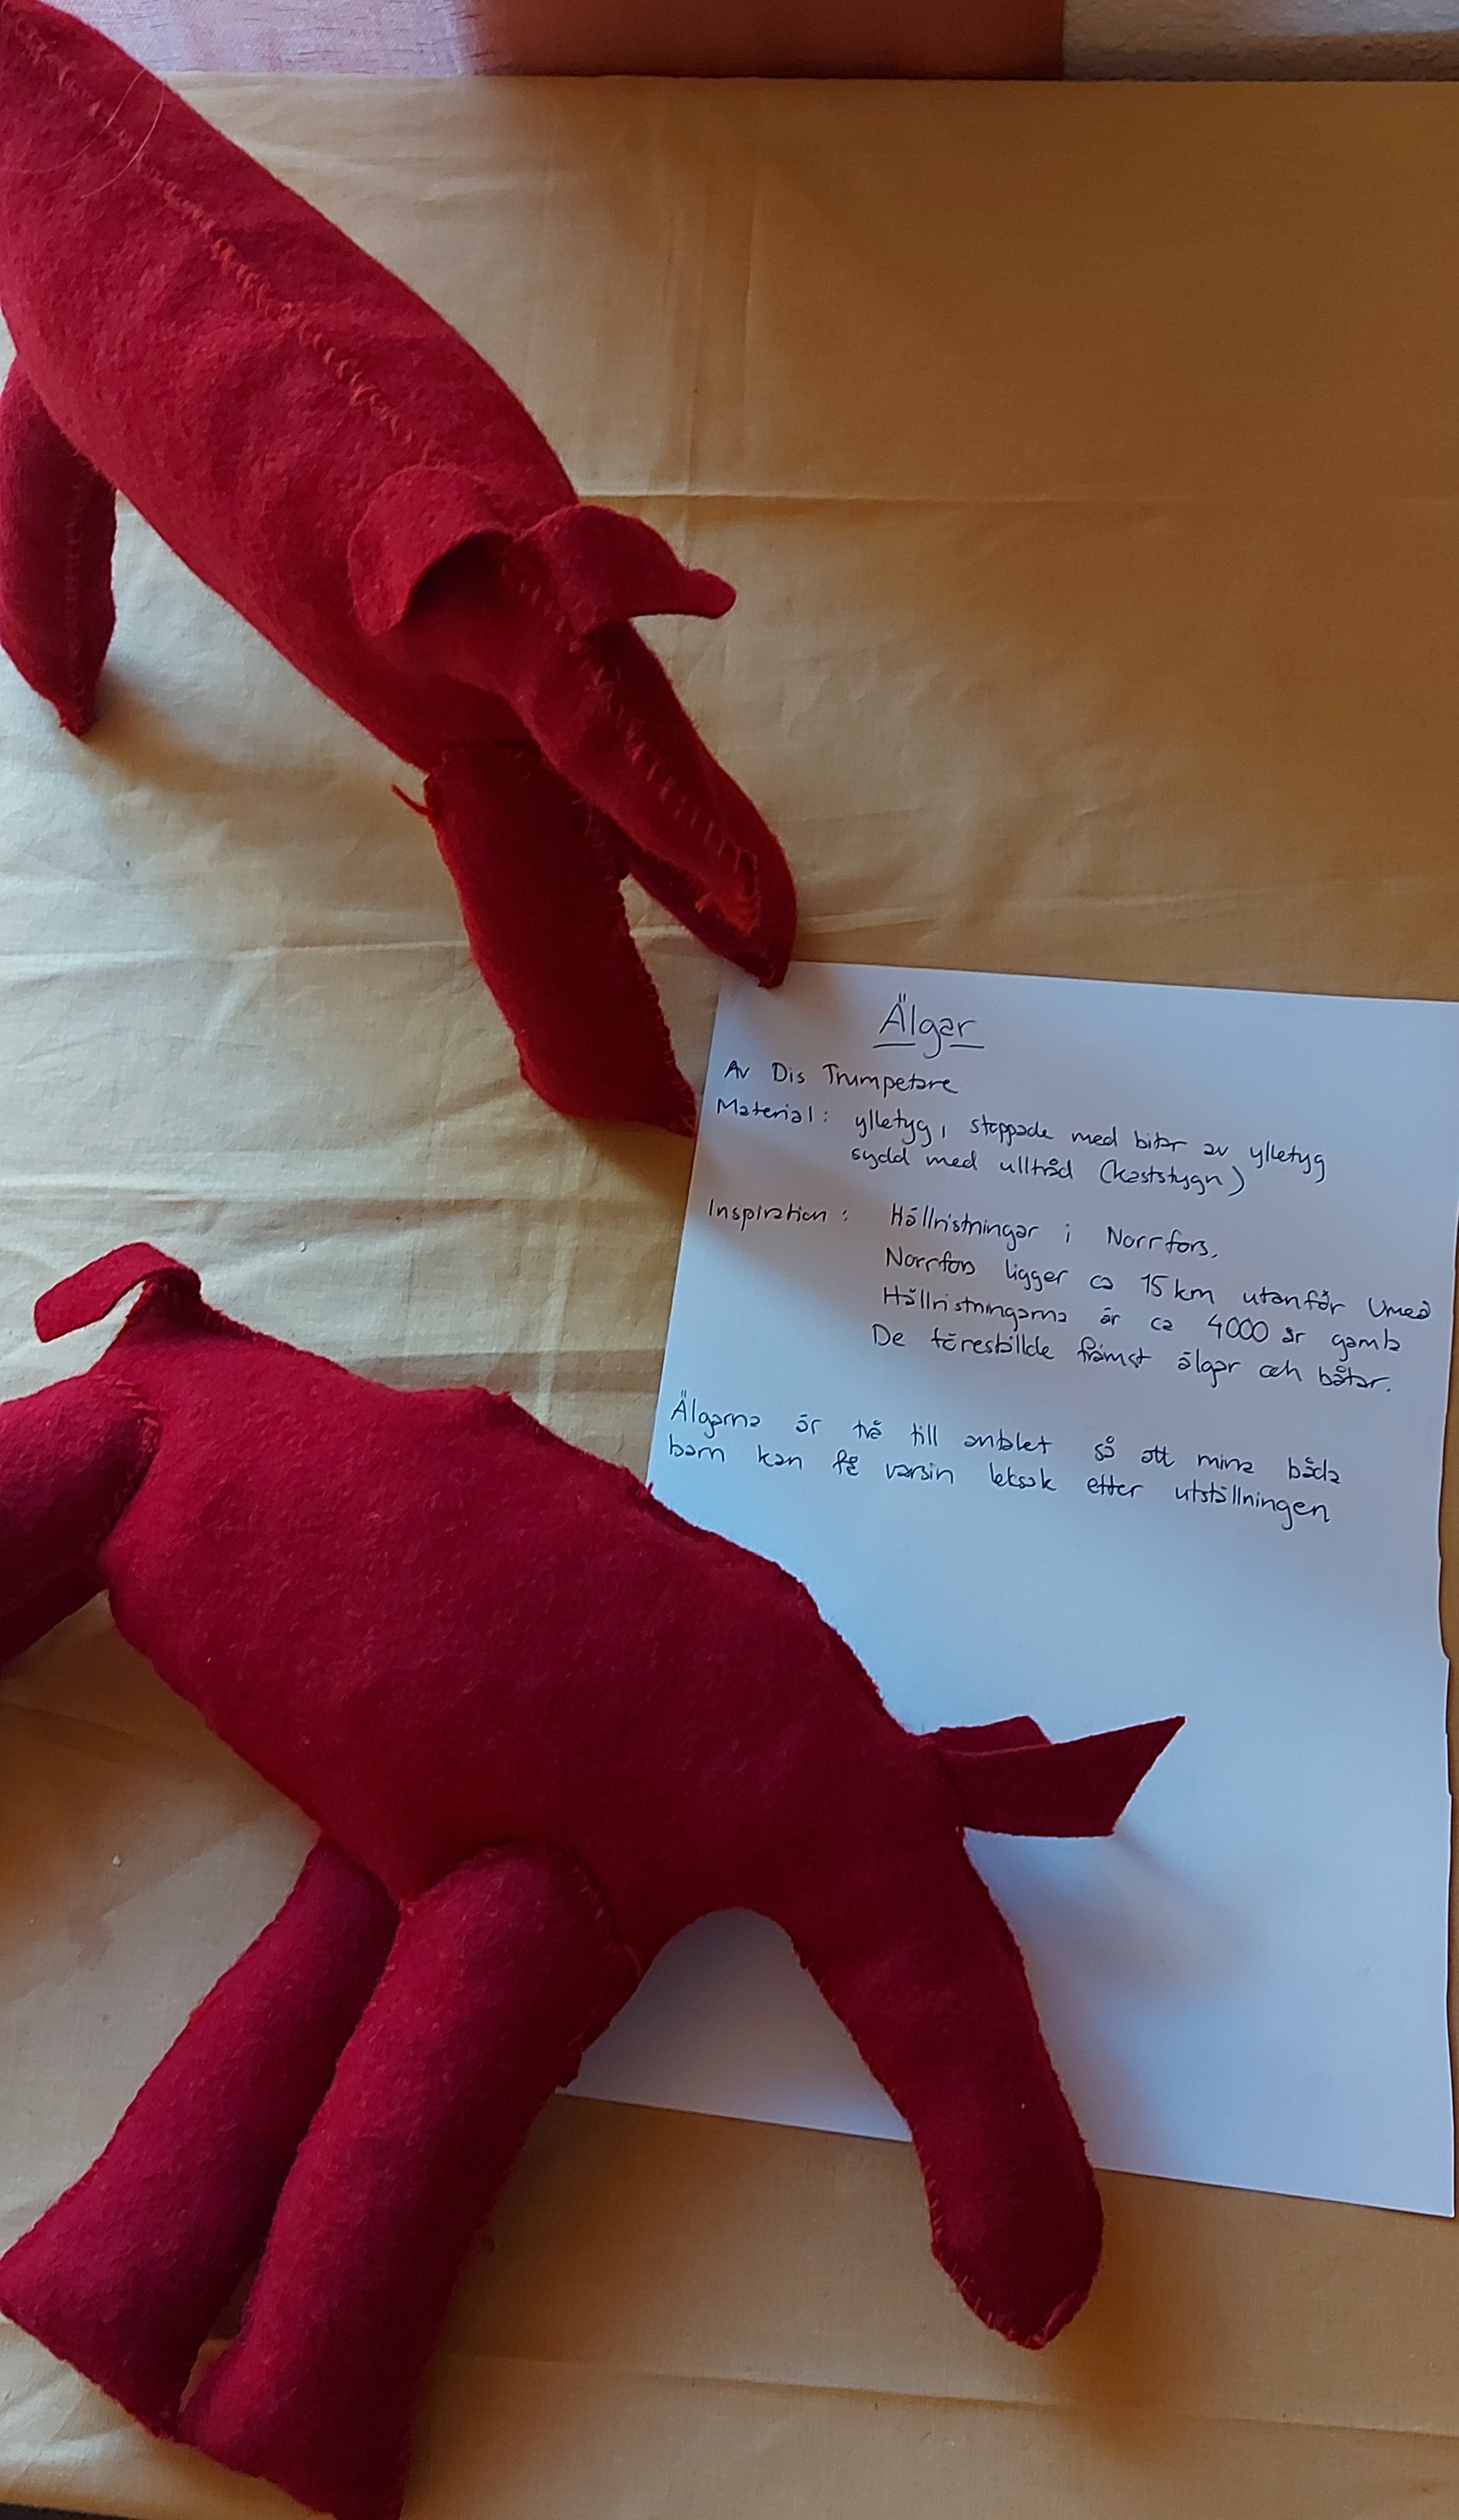 Älgar
Av Dis Trumpetare
Material: ylletyg, stoppade med bitar av ylletyg
sydd med ulltråd (kaststygn)
Inspiration: Hällristningar i Norrfors.
Norrfors ligger ca 15 km utanför Umeå
Hällristningarna är ca 4000 år gamla
De föreställde främst älgar och båtar.
Älgarna är två till antalet så att mina båda
barn kan få varsin leksak efter utställningen